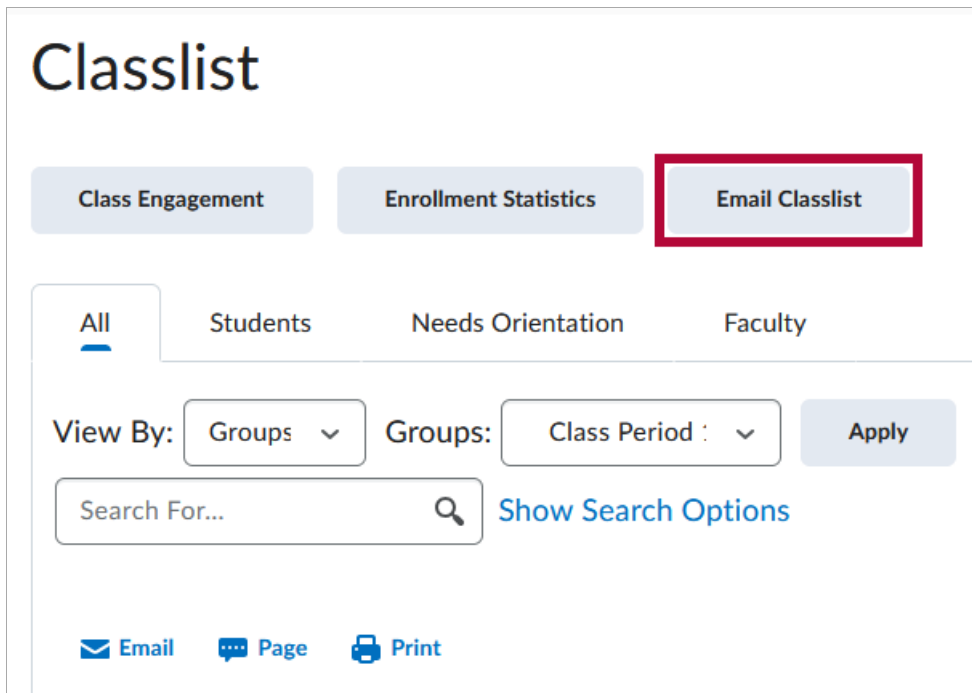 Classlist
Class Engagement Enrollment Statistics Email Classlist
All Students Needs Orientation Faculty
View By: Groups Groups: Class Period Apply
Search For... Show Search Options
Email Page Print